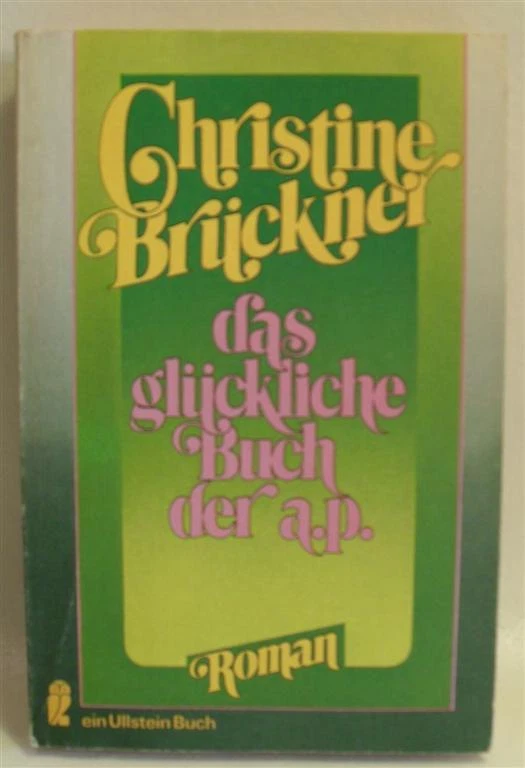 Christine
Brückner
das
glückliche
Buch
der a.p.
Roman
ein Ullstein Buch